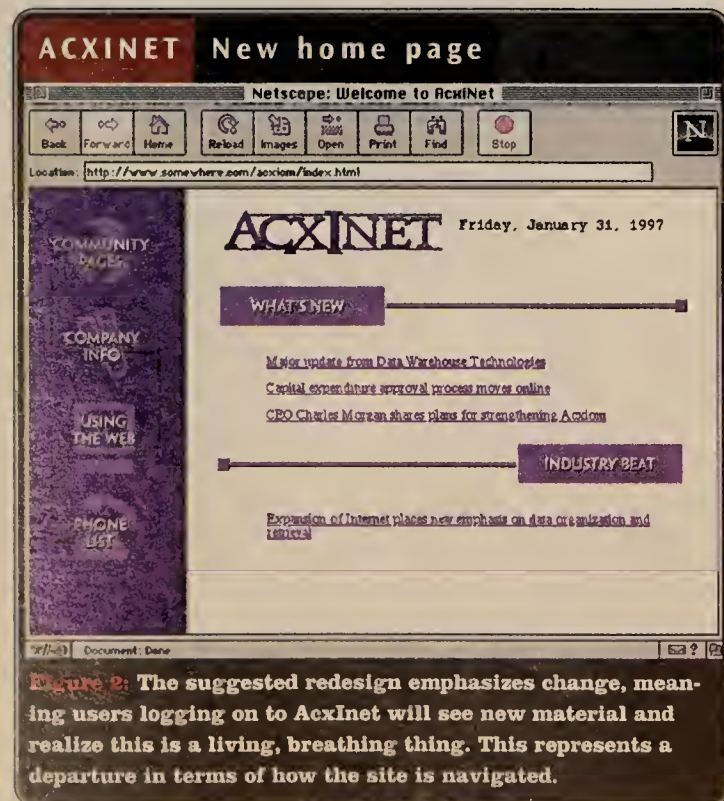 ACXINET New home page
Netscape: Welcome to AcxiNet
Back Forward Home Reload Images Open Print Find Stop
N
Location: http://www.somewhere.com/acxiom/index.html
ACXINET Friday, January 31, 1997
COMMUNITY
PAGES
WHAT'S NEW
COMPANY
INFO
Major update from Data Warehouse Technologies
Capital expenditure approval process moves online
CPO Charles Morgan shares plans for strengthening Acxiom
USING
THE WEB
INDUSTRY BEAT
PHONE
LIST
Expansion of Internet places new emphasis on data organization and
retrieval
Document: Done
?
Figure 2: The suggested redesign emphasizes change, mean-
ing users logging on to AcxInet will see new material and
realize this is a living, breathing thing. This represents a
departure in terms of how the site is navigated.